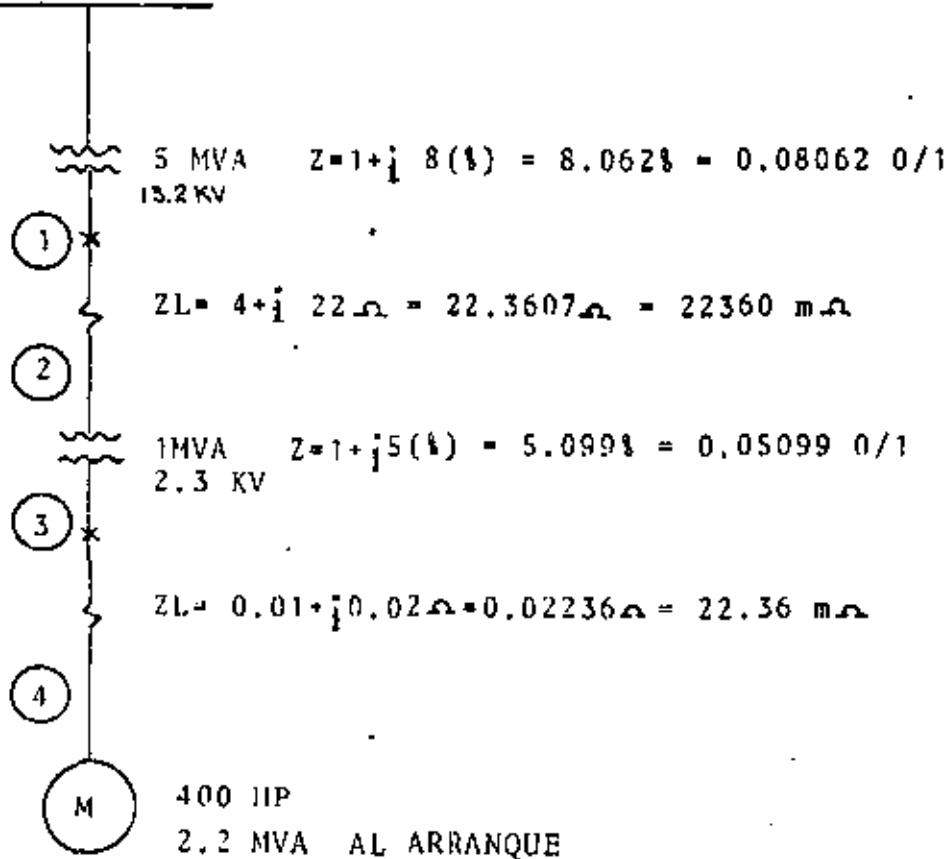 5 MVA Z=1+j 8(%) = 8.062% = 0.08062 0/1
13.2 KV
1
ZL= 4+j 22Ω = 22.3607Ω = 22360 mΩ
2
1MVA Z=1+j5(%) = 5.099% = 0.05099 0/1
2.3 KV
3
ZL= 0.01+j0.02Ω=0.02236Ω = 22.36 mΩ
4
M
400 HP
2.2 MVA AL ARRANQUE